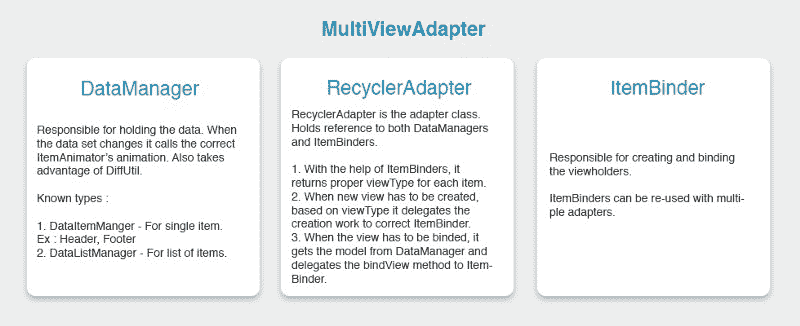 MultiViewAdapter
DataManager
Responsible for holding the data. When
the data set changes it calls the correct
ItemAnimator's animation. Also takes
advantage of DiffUtil.
Known types :
1. DataItemManger - For single item.
Ex : Header, Footer
2. DataListManager - For list of items.
RecyclerAdapter
RecyclerAdapter is the adapter class.
Holds reference to both DataManagers
and ItemBinders.
1. With the help of ItemBinders, it
returns proper viewType for each item.
2. When new view has to be created,
based on viewType it delegates the
creation work to correct ItemBinder.
3. When the view has to be binded, it
gets the model from DataManager and
delegates the bindView method to Item-
Binder.
ItemBinder
Responsible for creating and binding
the viewholders.
ItemBinders can be re-used with multi-
ple adapters.